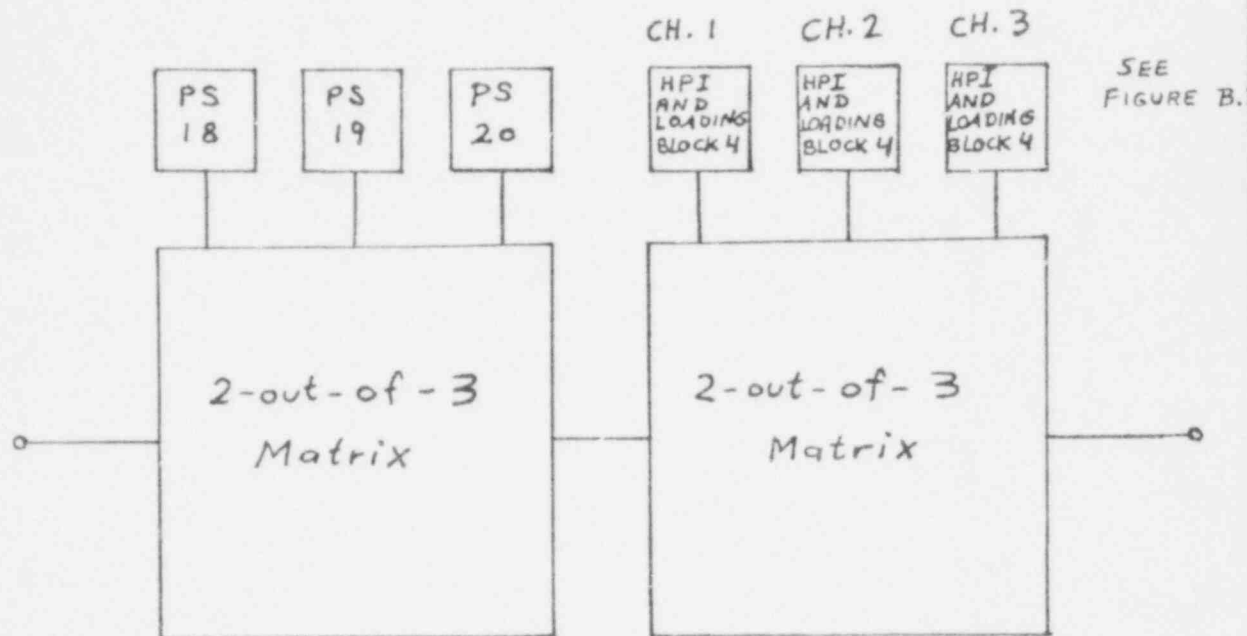 CH. 1
CH. 2
CH. 3
PS
18
PS
19
PS
20
HPI
AND
LOADING
BLOCK 4
HPI
AND
LOADING
BLOCK 4
HPI
AND
LOADING
BLOCK 4
SEE
FIGURE B.
2-out-of-3
Matrix
2-out-of-3
Matrix